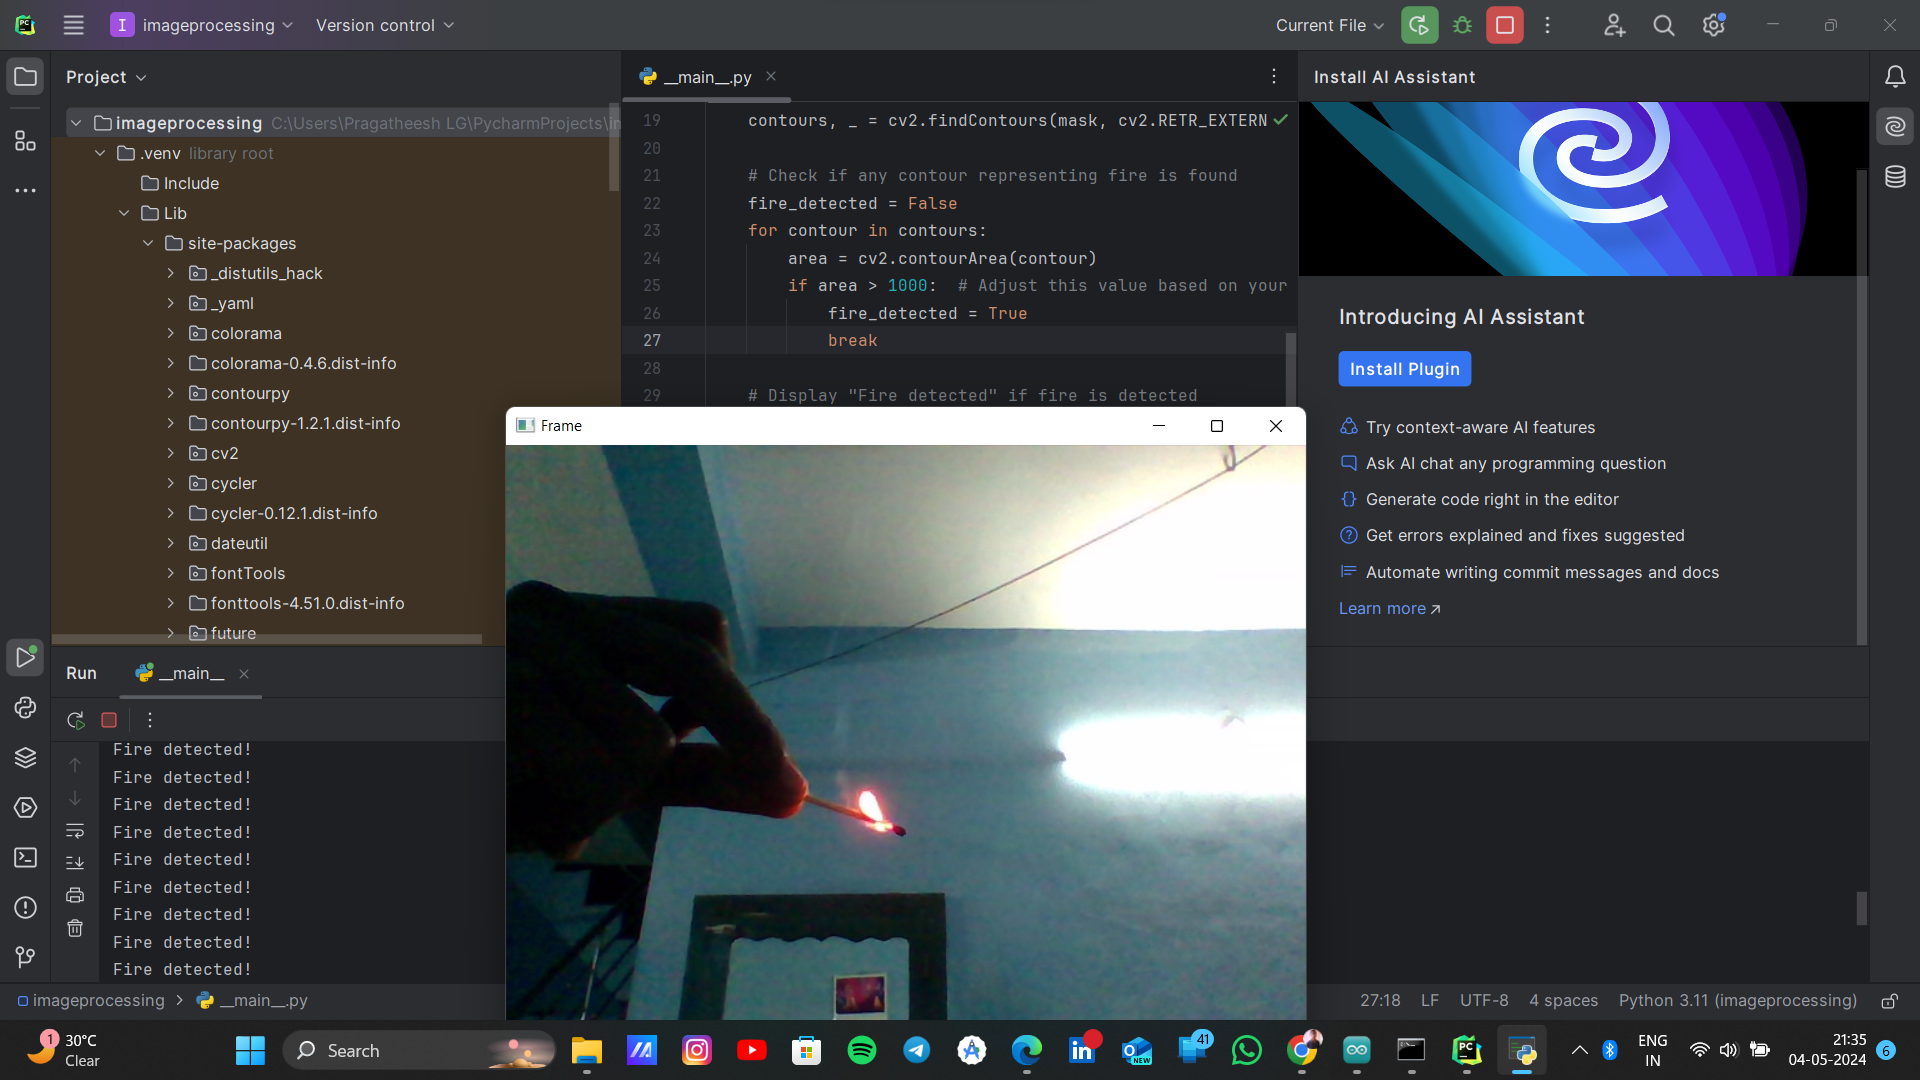 PC
I
imageprocessing
Version control
Current File
Project
__main__.py
Install AI Assistant
imageprocessing C:\Users\Pragatheesh LG\PycharmProjects\i
.venv library root
Include
Lib
site-packages
_distutils_hack
_yaml
colorama
colorama-0.4.6.dist-info
contourpy
contourpy-1.2.1.dist-info
cv2
cycler
cycler-0.12.1.dist-info
dateutil
fontTools
fonttools-4.51.0.dist-info
future
19 contours, _ = cv2.findContours(mask, cv2.RETR_EXTERN
20
21 # Check if any contour representing fire is found
22 fire_detected = False
23 for contour in contours:
24 area = cv2.contourArea(contour)
25 if area > 1000: # Adjust this value based on your
26 fire_detected = True
27 break
28
29 # Display "Fire detected" if fire is detected
Introducing AI Assistant
Install Plugin
Try context-aware AI features
Ask AI chat any programming question
Generate code right in the editor
Get errors explained and fixes suggested
Automate writing commit messages and docs
Learn more ↗
Frame
Run
__main__
Fire detected!
Fire detected!
Fire detected!
Fire detected!
Fire detected!
Fire detected!
Fire detected!
Fire detected!
Fire detected!
imageprocessing > __main__.py
27:18 LF UTF-8 4 spaces Python 3.11 (imageprocessing)
1
30°C
Clear
Search
in
NEW
41
PC
ENG
IN
21:35
04-05-2024
6